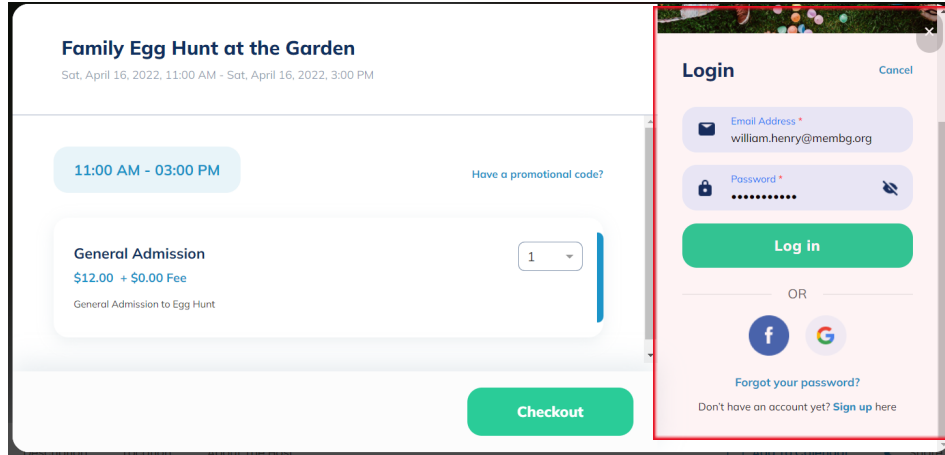 Family Egg Hunt at the Garden
Sat, April 16, 2022, 11:00 AM - Sat, April 16, 2022, 3:00 PM
11:00 AM - 03:00 PM
Have a promotional code?
General Admission
1
$12.00 + $0.00 Fee
General Admission to Egg Hunt
Checkout
Login
Cancel
Email Address *
william.henry@membg.org
Password *
•••••••••••
Log in
OR
f
G
Forgot your password?
Don't have an account yet? Sign up here